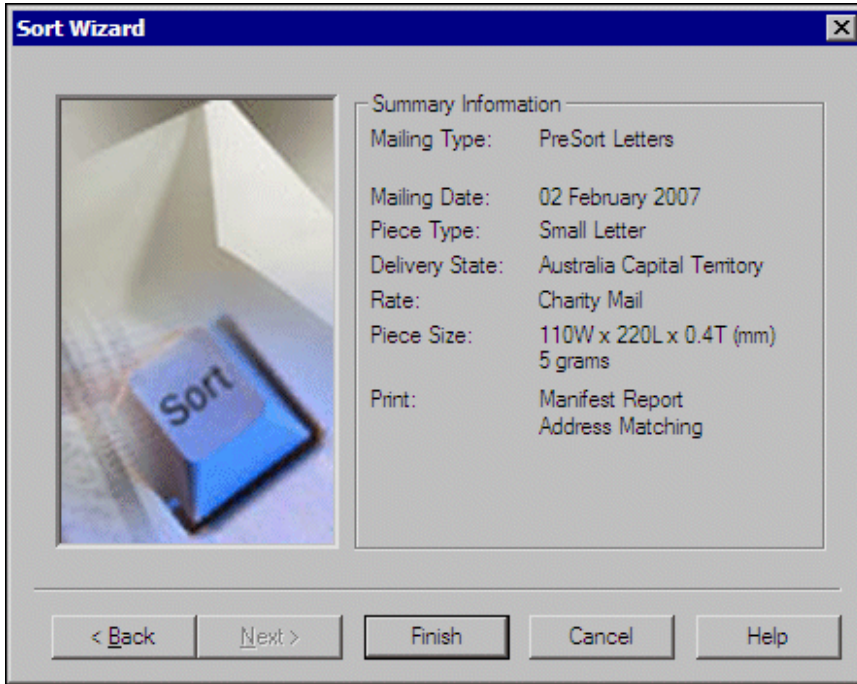 Sort Wizard
Summary Information
Mailing Type: PreSort Letters
Mailing Date: 02 February 2007
Piece Type: Small Letter
Delivery State: Australia Capital Territory
Rate: Charity Mail
Piece Size: 110W x 220L x 0.4T (mm)
5 grams
Print: Manifest Report
Address Matching
Sort
< Back Next > Finish Cancel Help